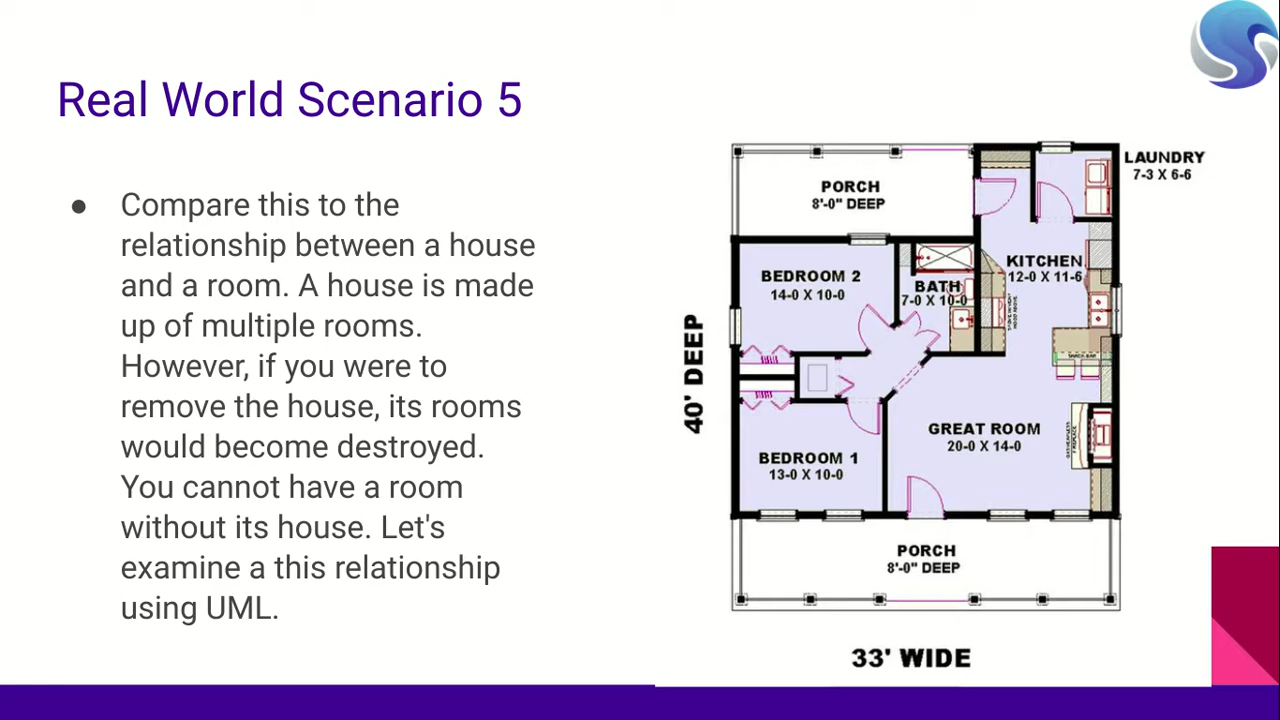 Real World Scenario 5
● Compare this to the
relationship between a house
and a room. A house is made
up of multiple rooms.
However, if you were to
remove the house, its rooms
would become destroyed.
You cannot have a room
without its house. Let's
examine a this relationship
using UML.
PORCH
8'-0" DEEP
LAUNDRY
7-3 X 6-6
KITCHEN
12-0 X 11-6
BEDROOM 2
14-0 X 10-0
BATH
7-0 X 10-0
SNACK BAR
40' DEEP
GREAT ROOM
20-0 X 14-0
BEDROOM 1
13-0 X 10-0
PORCH
8'-0" DEEP
33' WIDE